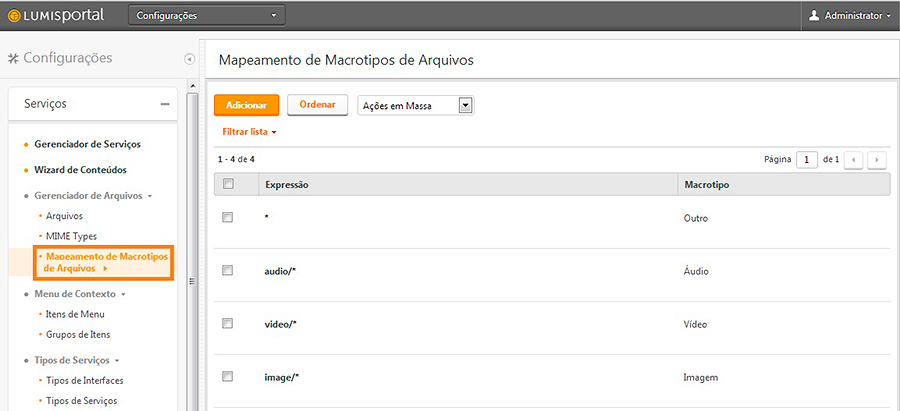 LUMISportal
Configurações
Administrator
Configurações
Mapeamento de Macrotipos de Arquivos
Serviços
Gerenciador de Serviços
Wizard de Conteúdos
Gerenciador de Arquivos
Arquivos
MIME Types
Mapeamento de Macrotipos
de Arquivos
Menu de Contexto
Itens de Menu
Grupos de Itens
Tipos de Serviços
Tipos de Interfaces
Tipos de Serviços
Adicionar
Ordenar
Ações em Massa
Filtrar lista
1 - 4 de 4
Página 1 de 1
Expressão Macrotipo
* Outro
audio/* Áudio
video/* Vídeo
image/* Imagem